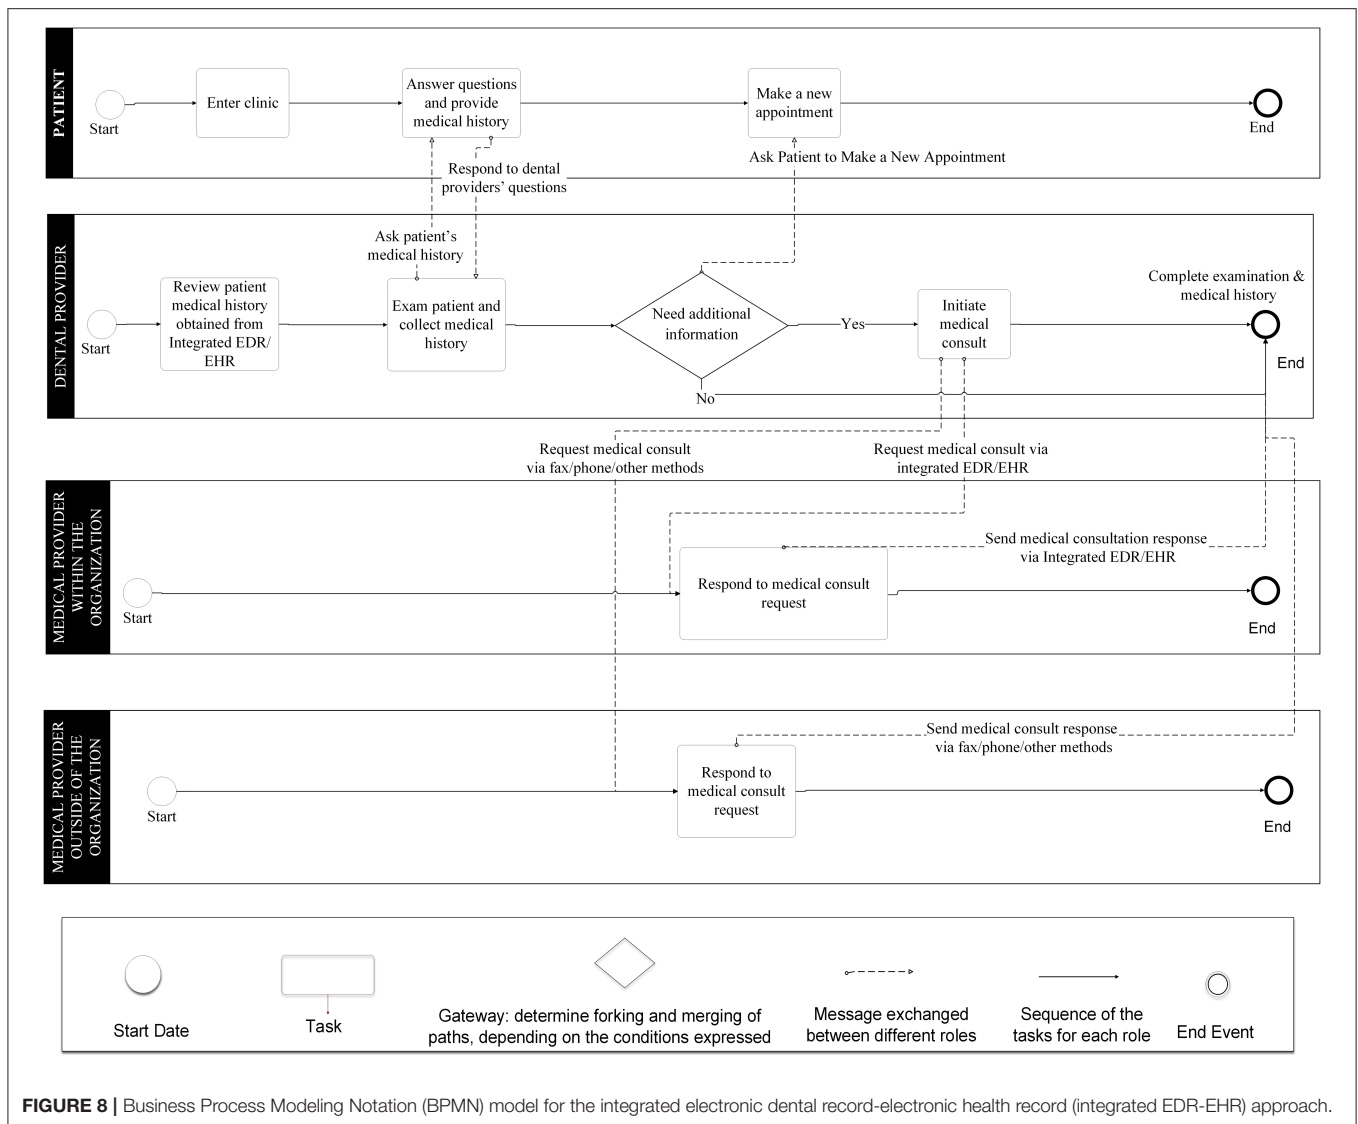 PATIENT
Start
Enter clinic
Answer questions
and provide
medical history
Make a new
appointment
End
Ask Patient to Make a New Appointment
Respond to dental
providers' questions
DENTAL PROVIDER
Ask patient's
medical history
Start
Review patient
medical history
obtained from
Integrated EDR/
EHR
Exam patient and
collect medical
history
Need additional
information
Yes
No
Initiate
medical
consult
Complete examination &
medical history
End
Request medical consult
via fax/phone/other methods
Request medical consult via
integrated EDR/EHR
MEDICAL PROVIDER
WITHIN THE
ORGANIZATION
Start
Respond to medical consult
request
Send medical consultation response
via Integrated EDR/EHR
End
MEDICAL PROVIDER
OUTSIDE OF THE
ORGANIZATION
Start
Respond to
medical consult
request
Send medical consult response
via fax/phone/other methods
End
Start Date
Task
Gateway: determine forking and merging of
paths, depending on the conditions expressed
Message exchanged
between different roles
Sequence of the
tasks for each role
End Event
FIGURE 8 | Business Process Modeling Notation (BPMN) model for the integrated electronic dental record-electronic health record (integrated EDR-EHR) approach.